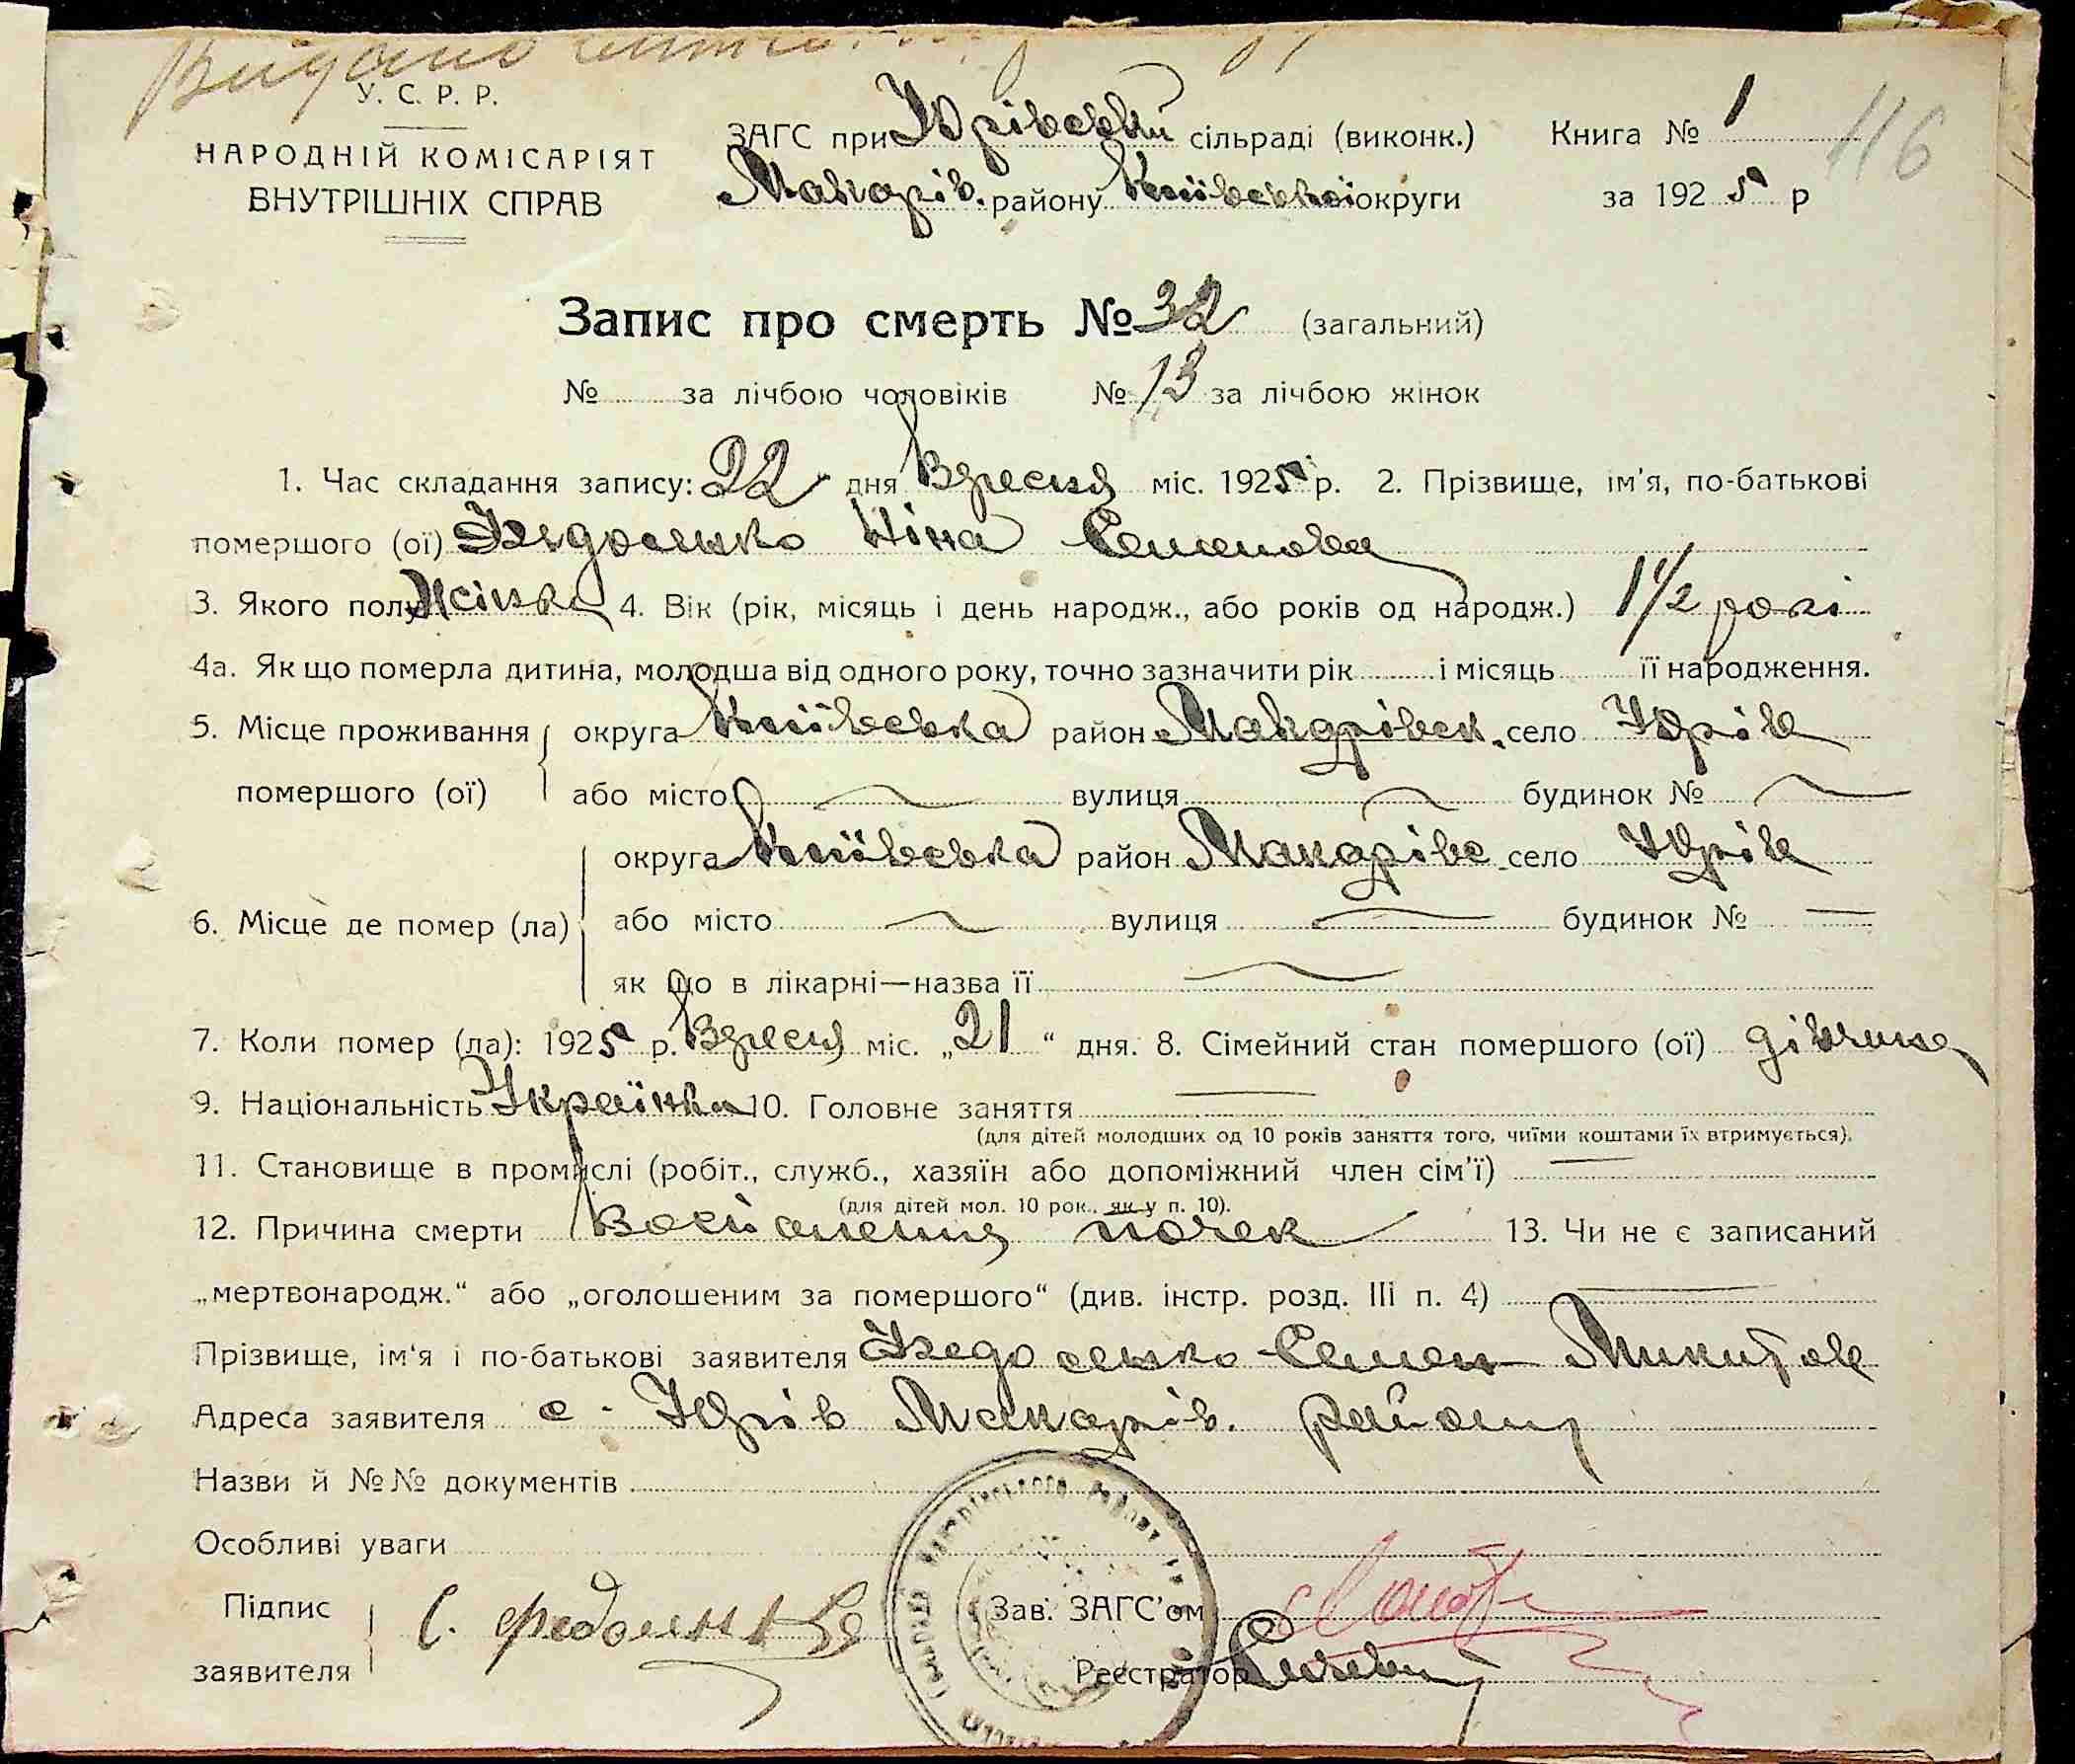 Видано
У. С. Р. Р.
НАРОДНІЙ КОМІСАРІЯТ
ВНУТРІШНІХ СПРАВ
ЗАГС при Юрівській сільраді (виконк.)
Макарів. району Київської округи
Книга № 1
116
за 1925 р
Запис про смерть № 32 (загальний)
№ за лічбою чоловіків № 13 за лічбою жінок
1. Час складання запису: 22 дня Вересня міс. 1925 р. 2. Прізвище, ім'я, по-батькові
помершого (ої) Ніна Семенова
3. Якого полу Жінка 4. Вік (рік, місяць і день народж., або років од народж.) 1 1/2 рокі
4а. Як що померла дитина, молодша від одного року, точно зазначити рік і місяць її народження.
5. Місце проживання округа Київська район Макарівск. село Юрів
помершого (ої) або місто вулиця будинок №
округа Київська район Макарівс село Юрів
6. Місце де помер (ла) або місто вулиця будинок №
як що в лікарні—назва її
7. Коли помер (ла): 1925 р. Вересня міс. „21“ дня. 8. Сімейний стан помершого (ої) дівчина
9. Національність Українка 10. Головне заняття
(для дітей молодших од 10 років заняття того, чиїми коштами їх втримується).
11. Становище в промислі (робіт., служб., хазяїн або допоміжний член сім'ї)
(для дітей мол. 10 рок., як у п. 10).
12. Причина смерти Воспаления почек 13. Чи не є записаний
„мертвонародж.“ або „оголошеним за помершого“ (див. інстр. розд. III п. 4)
Прізвище, ім'я і по-батькові заявителя Семен Микитов
Адреса заявителя с. Юрів Макарів. району
Назви й №№ документів
Особливі уваги
Підпис
заявителя
С.
Зав. ЗАГС'ом
Реєстратор